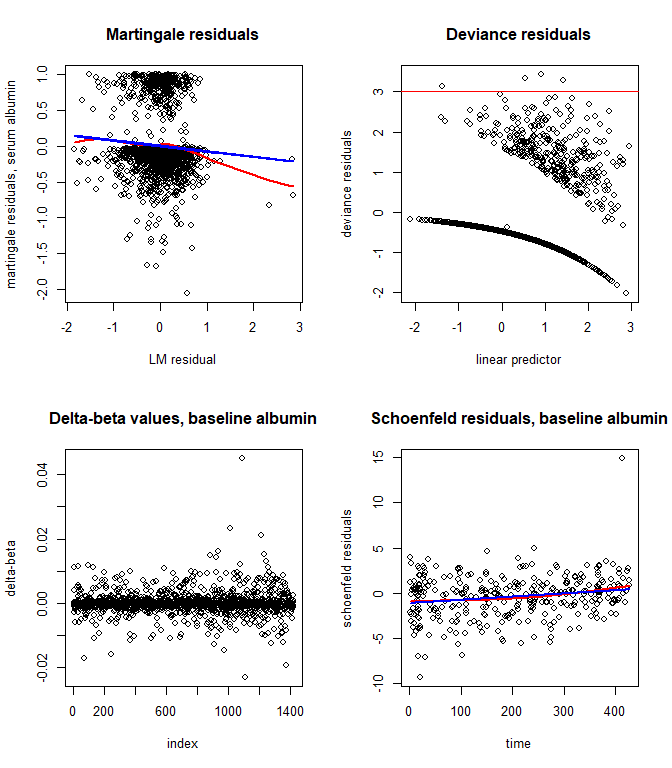 Martingale residuals
martingale residuals, serum albumin
1.0
0.5
0.0
-0.5
-1.0
-1.5
-2.0
-2 -1 0 1 2 3
LM residual
Deviance residuals
deviance residuals
3
2
1
0
-1
-2
-2 -1 0 1 2 3
linear predictor
Delta-beta values, baseline albumin
delta-beta
0.04
0.02
0.00
-0.02
0 200 600 1000 1400
index
Schoenfeld residuals, baseline albumin
schoenfeld residuals
15
10
5
0
-5
-10
0 100 200 300 400
time